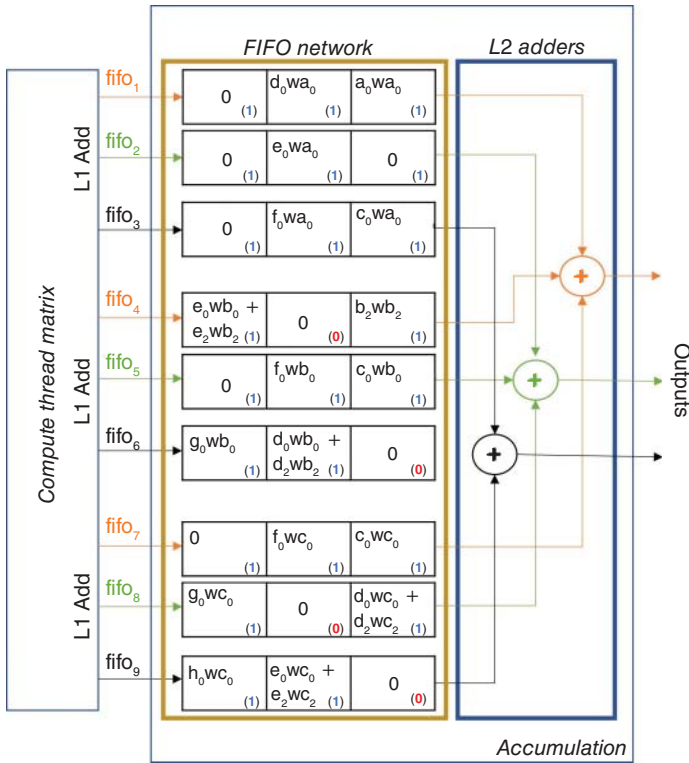 FIFO network
L2 adders
Compute thread matrix
L1 Add
L1 Add
L1 Add
fifo₁
0 (1)
d₀wa₀ (1)
a₀wa₀ (1)
fifo₂
0 (1)
e₀wa₀ (1)
0 (1)
fifo₃
0 (1)
f₀wa₀ (1)
c₀wa₀ (1)
fifo₄
e₀wb₀ +
e₂wb₂ (1)
0 (0)
b₂wb₂ (1)
fifo₅
0 (1)
f₀wb₀ (1)
c₀wb₀ (1)
fifo₆
g₀wb₀ (1)
d₀wb₀ +
d₂wb₂ (1)
0 (0)
fifo₇
0 (1)
f₀wc₀ (1)
c₀wc₀ (1)
fifo₈
g₀wc₀ (1)
0 (0)
d₀wc₀ +
d₂wc₂ (1)
fifo₉
h₀wc₀ (1)
e₀wc₀ +
e₂wc₂ (1)
0 (0)
+
+
+
Outputs
Accumulation